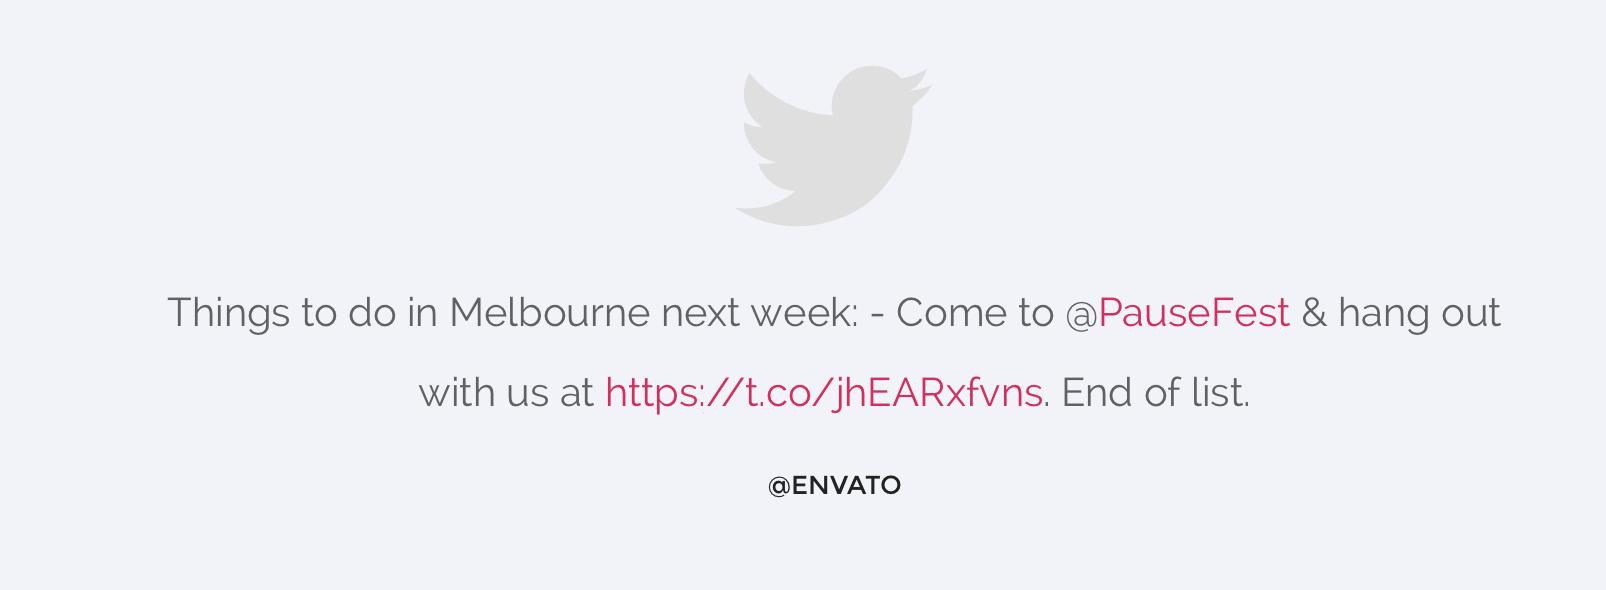 Things to do in Melbourne next week: - Come to @PauseFest & hang out
with us at https://t.co/jhEARxfvns. End of list.
@ENVATO